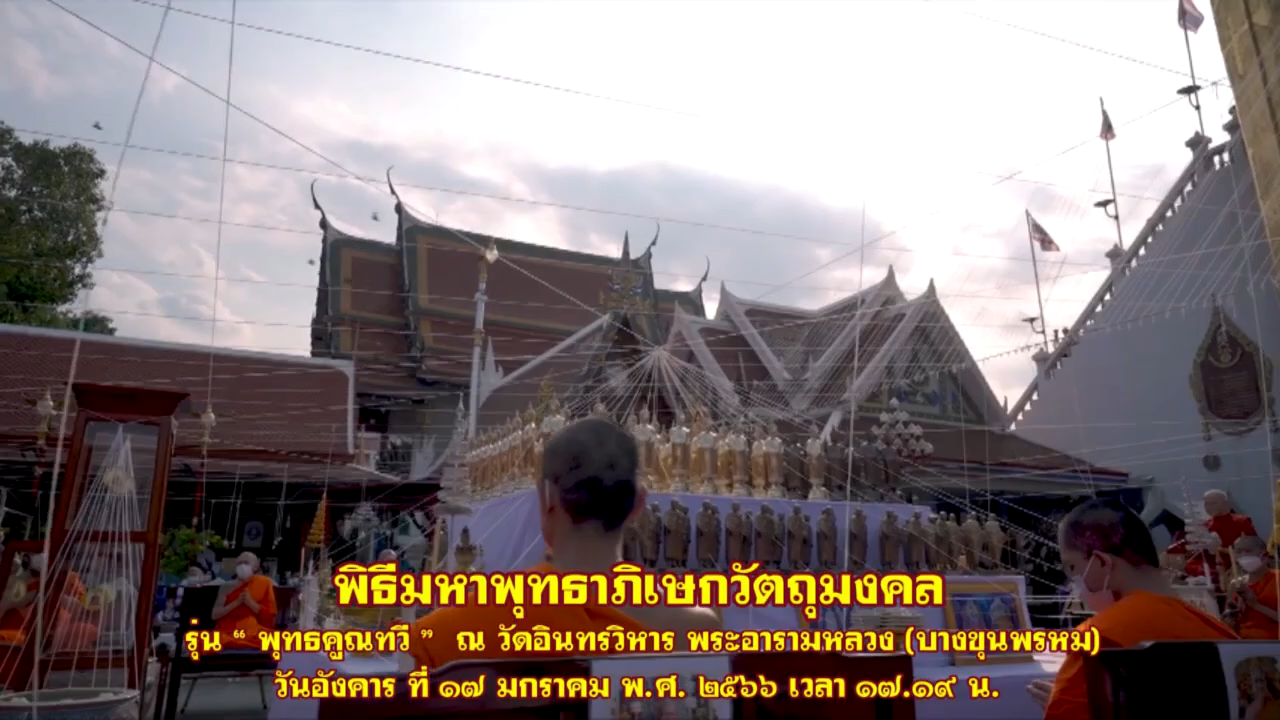 พิธีมหาพุทธาภิเษกวัตถุมงคล
รุ่น “ พุทธคูณทวี ” ณ วัดอินทรวิหาร พระอารามหลวง (บางขุนพรหม)
วันอังคาร ที่ ๑๗ มกราคม พ.ศ. ๒๕๖๖ เวลา ๑๗.๑๙ น.